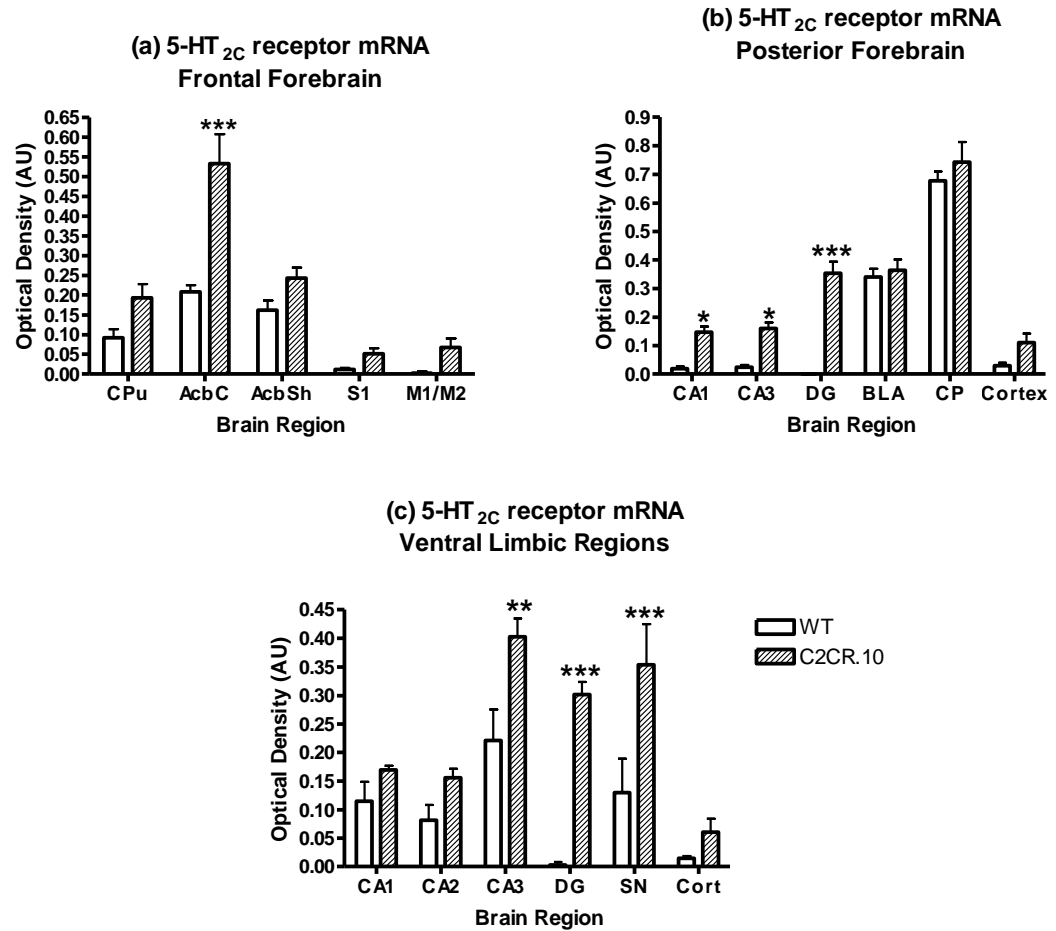 (a) 5-HT2C receptor mRNA
Frontal Forebrain
Optical Density (AU)
0.65
0.60
0.55
0.50
0.45
0.40
0.35
0.30
0.25
0.20
0.15
0.10
0.05
0.00
***
CPu AcbC AcbSh S1 M1/M2
Brain Region
(b) 5-HT2C receptor mRNA
Posterior Forebrain
Optical Density (AU)
0.9
0.8
0.7
0.6
0.5
0.4
0.3
0.2
0.1
0.0
* * ***
CA1 CA3 DG BLA CP Cortex
Brain Region
(c) 5-HT2C receptor mRNA
Ventral Limbic Regions
Optical Density (AU)
0.45
0.40
0.35
0.30
0.25
0.20
0.15
0.10
0.05
0.00
** *** ***
CA1 CA2 CA3 DG SN Cort
Brain Region
WT
C2CR.10